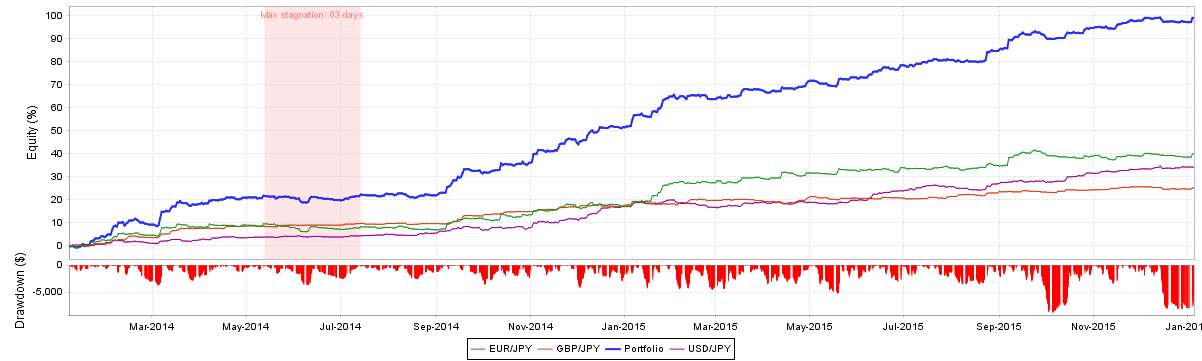 Max stagnation: 63 days
100
90
80
70
60
50
40
30
20
10
0
Equity (%)
0
-5,000
Drawdown ($)
Mar-2014 May-2014 Jul-2014 Sep-2014 Nov-2014 Jan-2015 Mar-2015 May-2015 Jul-2015 Sep-2015 Nov-2015 Jan-201
EUR/JPY GBP/JPY Portfolio USD/JPY